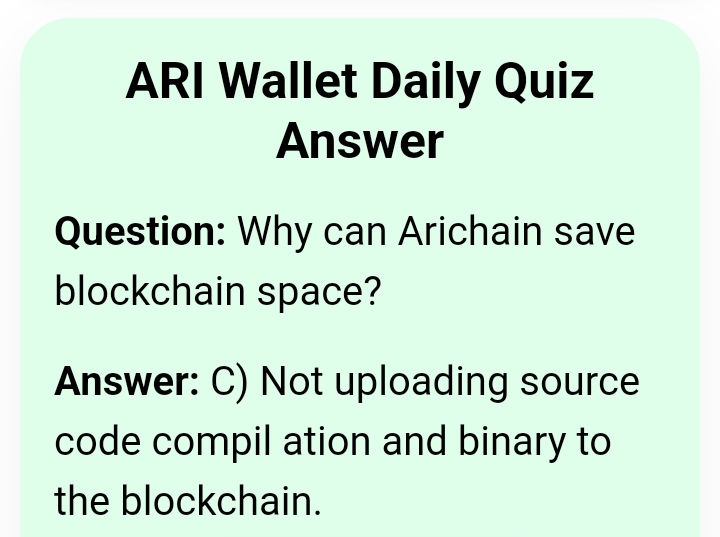 ARI Wallet Daily Quiz
Answer
Question: Why can Arichain save
blockchain space?
Answer: C) Not uploading source
code compil ation and binary to
the blockchain.